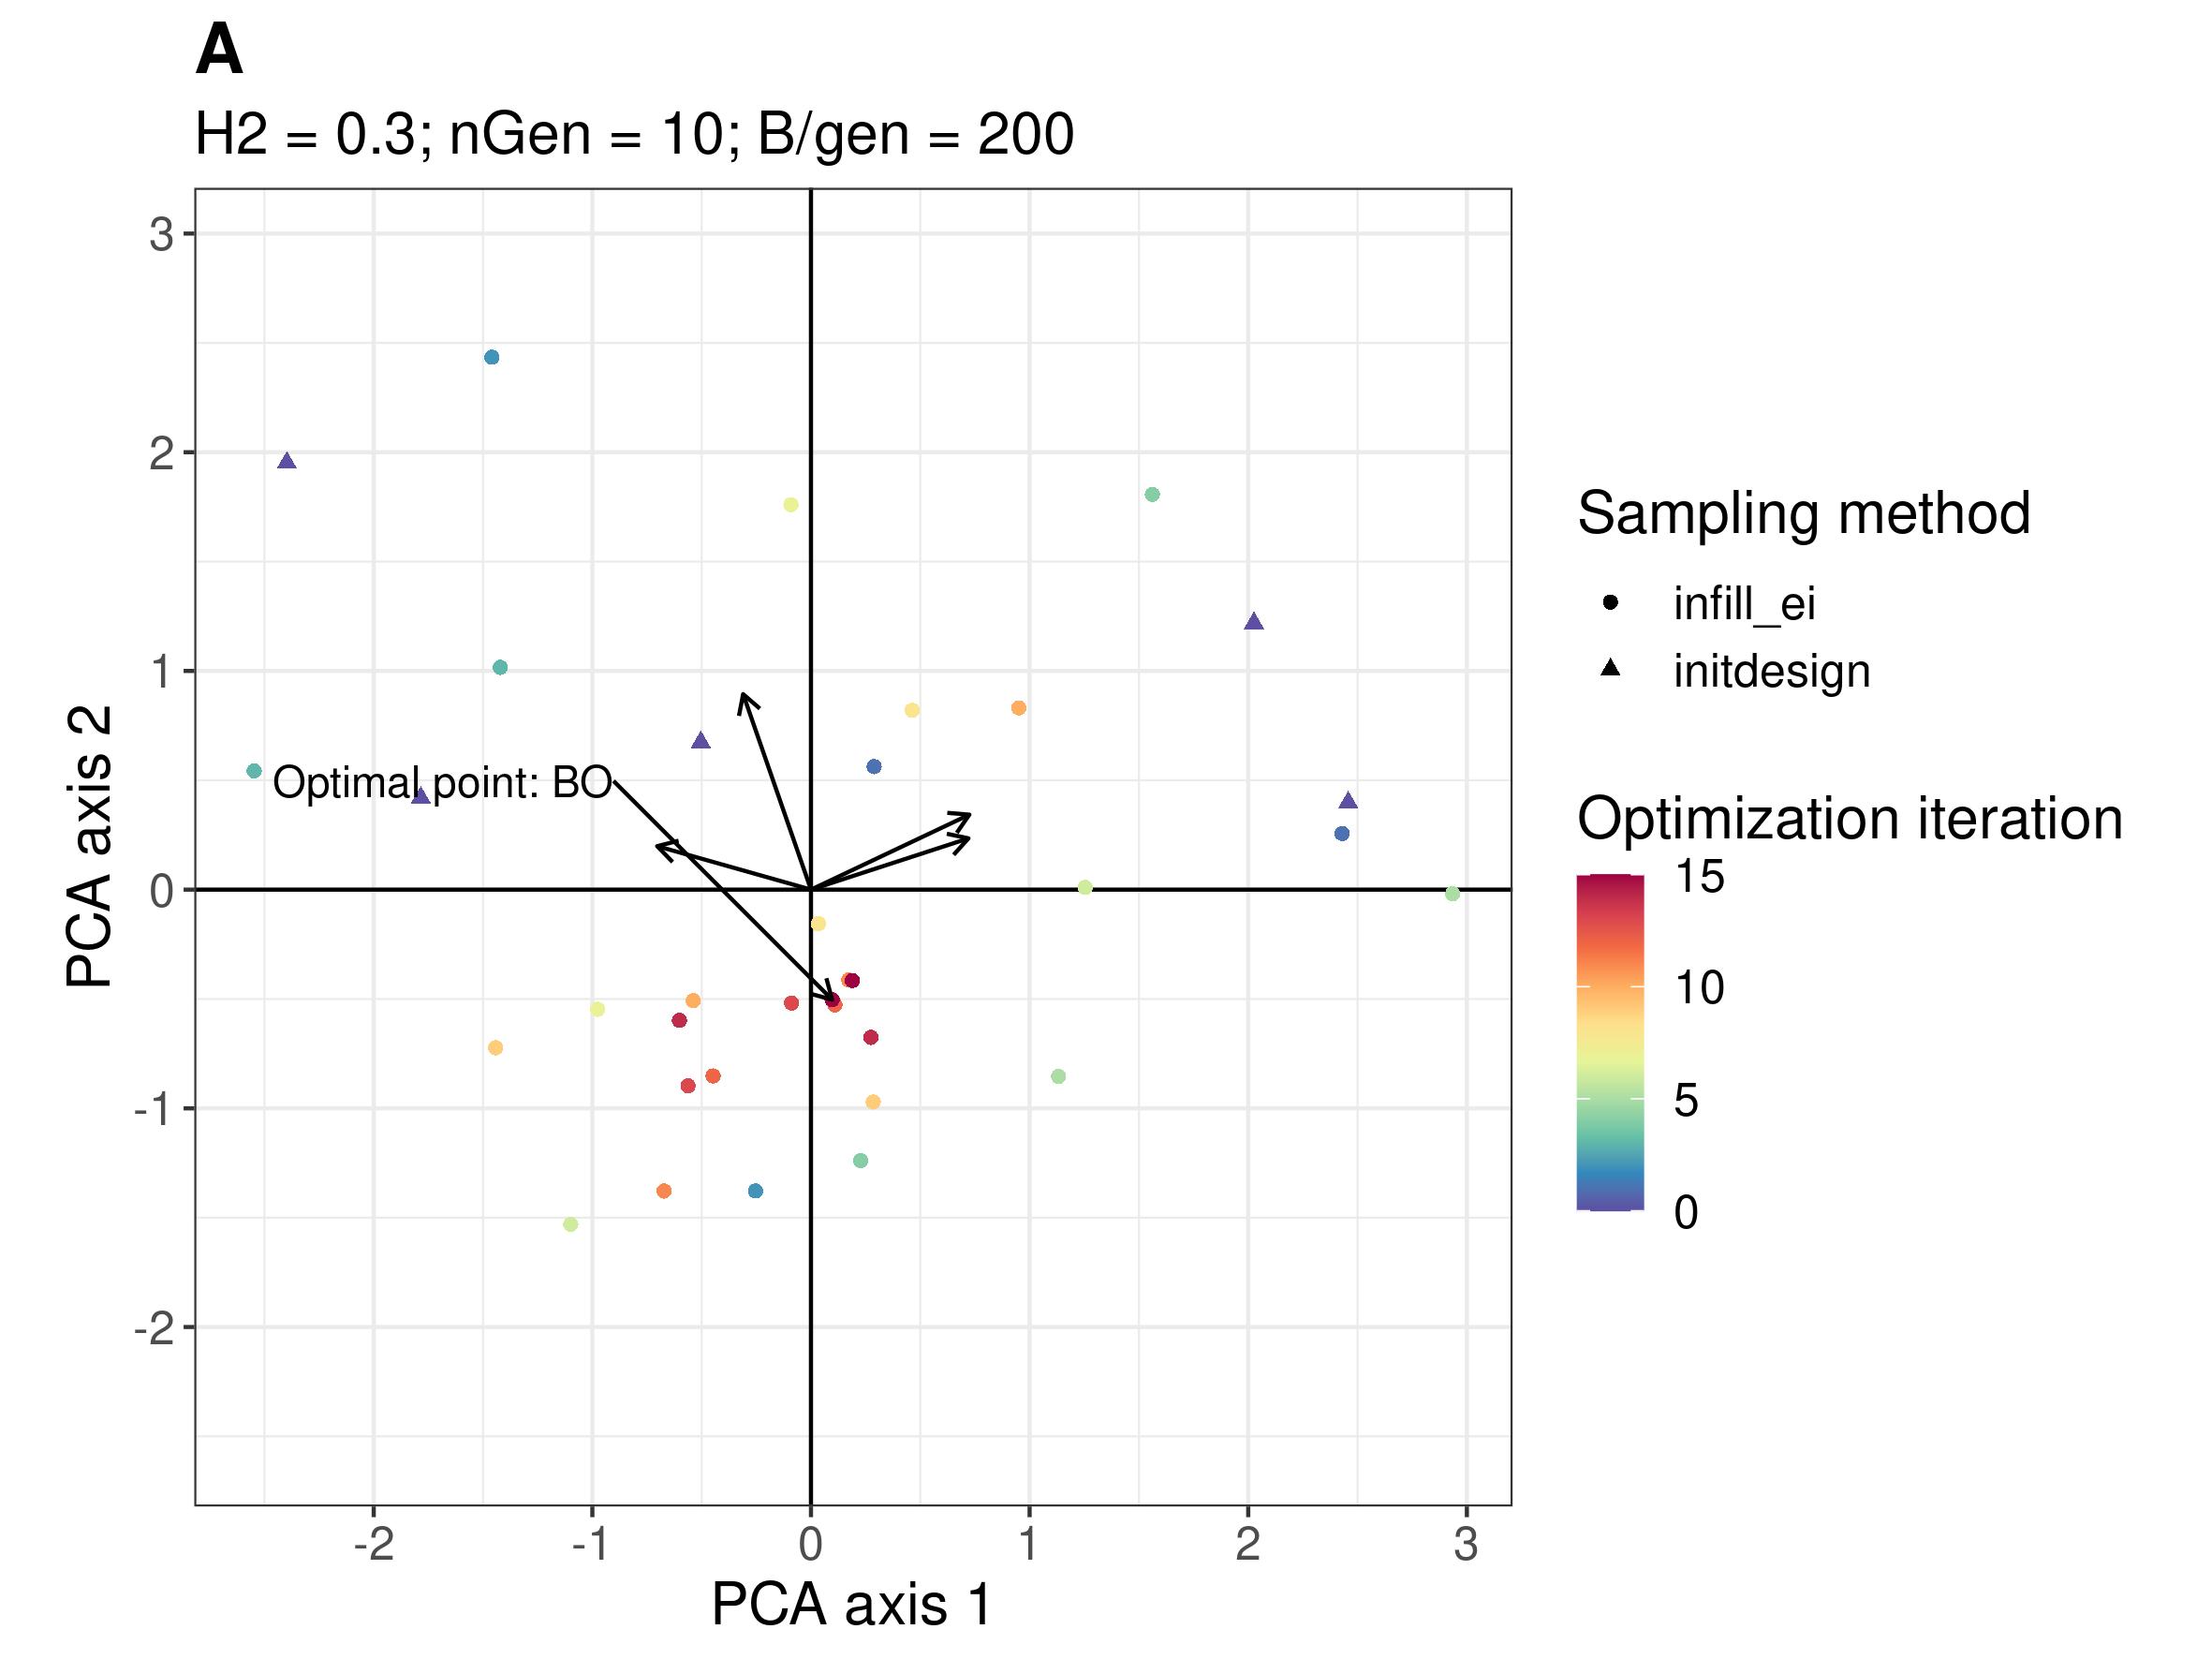 A
H2 = 0.3; nGen = 10; B/gen = 200
PCA axis 2
3
2
1
0
-1
-2
Optimal point: BO
-2
-1
0
1
2
3
PCA axis 1
Sampling method
infill_ei
initdesign
Optimization iteration
15
10
5
0